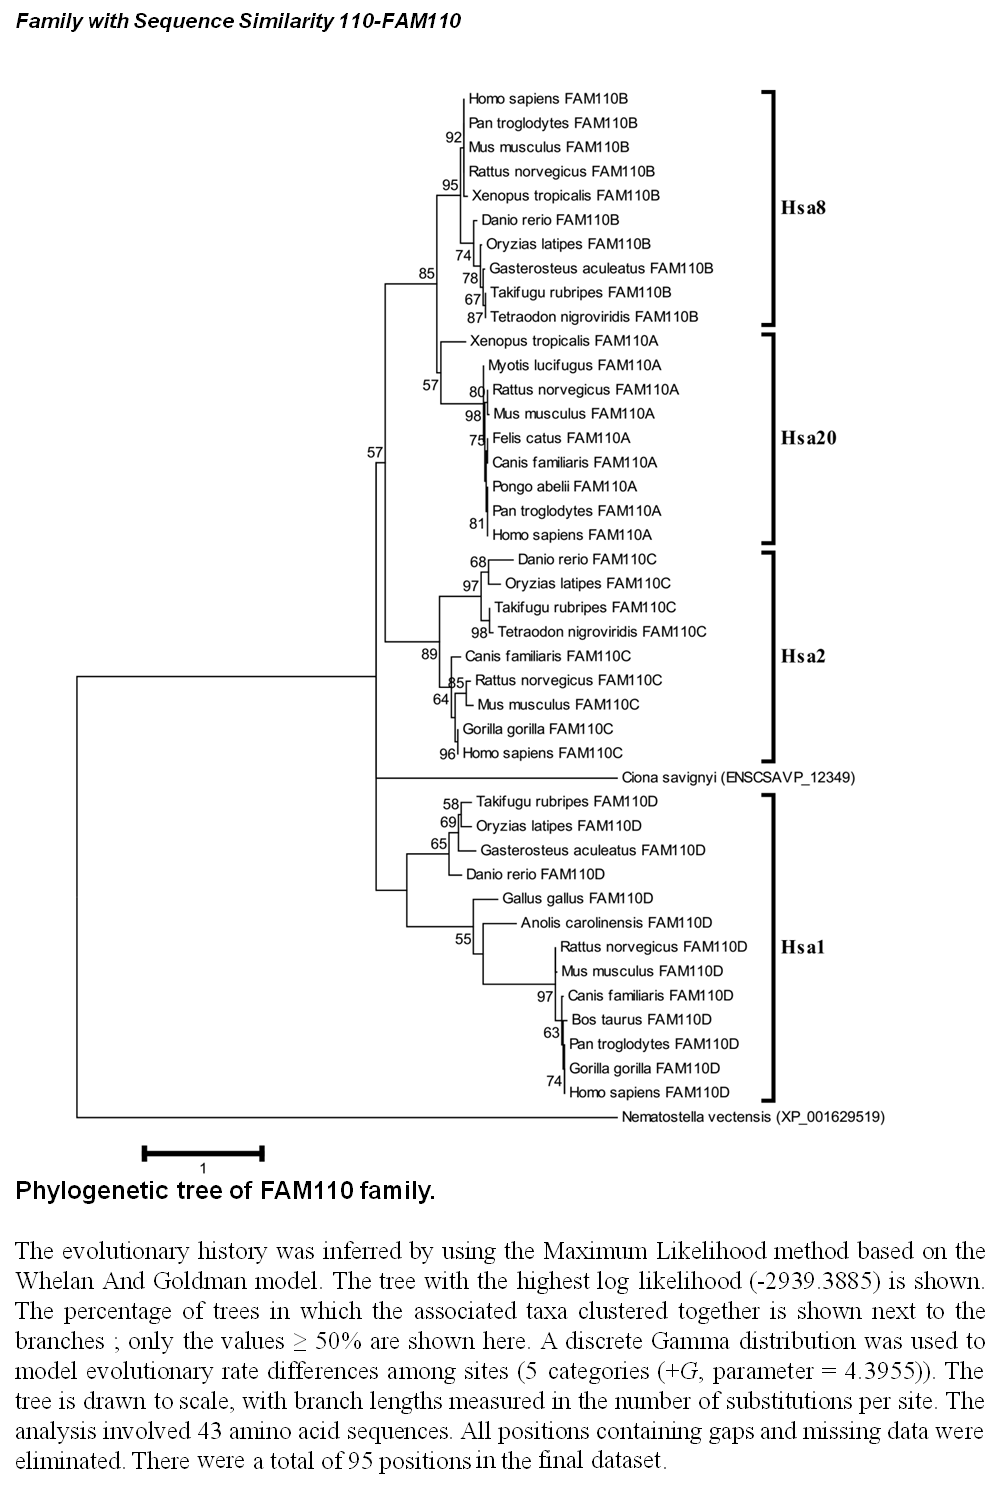 Family with Sequence Similarity 110-FAM110
Homo sapiens FAM110B
Pan troglodytes FAM110B
92
Mus musculus FAM110B
Rattus norvegicus FAM110B
95
Xenopus tropicalis FAM110B
Hsa8
Danio rerio FAM110B
Oryzias latipes FAM110B
74
Gasterosteus aculeatus FAM110B
85
78
Takifugu rubripes FAM110B
67
Tetraodon nigroviridis FAM110B
87
Xenopus tropicalis FAM110A
Myotis lucifugus FAM110A
57
Rattus norvegicus FAM110A
80
Mus musculus FAM110A
98
Felis catus FAM110A
75
Hsa20
57
Canis familiaris FAM110A
Pongo abelii FAM110A
Pan troglodytes FAM110A
81
Homo sapiens FAM110A
Danio rerio FAM110C
68
Oryzias latipes FAM110C
97
Takifugu rubripes FAM110C
Tetraodon nigroviridis FAM110C
98
89
Canis familiaris FAM110C
Hsa2
Rattus norvegicus FAM110C
85
64
Mus musculus FAM110C
Gorilla gorilla FAM110C
96
Homo sapiens FAM110C
Ciona savignyi (ENSCSAVP_12349)
Takifugu rubripes FAM110D
58
69
Oryzias latipes FAM110D
65
Gasterosteus aculeatus FAM110D
Danio rerio FAM110D
Gallus gallus FAM110D
Anolis carolinensis FAM110D
55
Rattus norvegicus FAM110D
Hsa1
Mus musculus FAM110D
97
Canis familiaris FAM110D
Bos taurus FAM110D
63
Pan troglodytes FAM110D
Gorilla gorilla FAM110D
74
Homo sapiens FAM110D
Nematostella vectensis (XP_001629519)
1
Phylogenetic tree of FAM110 family.
The evolutionary history was inferred by using the Maximum Likelihood method based on the
Whelan And Goldman model. The tree with the highest log likelihood (-2939.3885) is shown.
The percentage of trees in which the associated taxa clustered together is shown next to the
branches ; only the values ≥ 50% are shown here. A discrete Gamma distribution was used to
model evolutionary rate differences among sites (5 categories (+G, parameter = 4.3955)). The
tree is drawn to scale, with branch lengths measured in the number of substitutions per site. The
analysis involved 43 amino acid sequences. All positions containing gaps and missing data were
eliminated. There were a total of 95 positions in the final dataset.